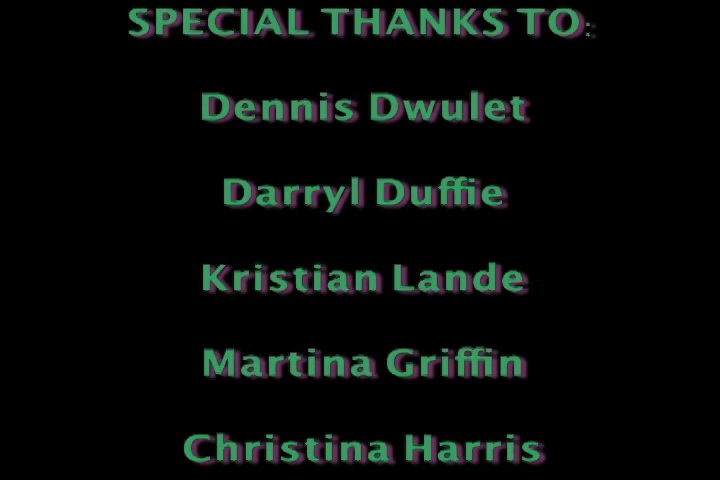 SPECIAL THANKS TO:
Dennis Dwulet
Darryl Duffie
Kristian Lande
Martina Griffin
Christina Harris